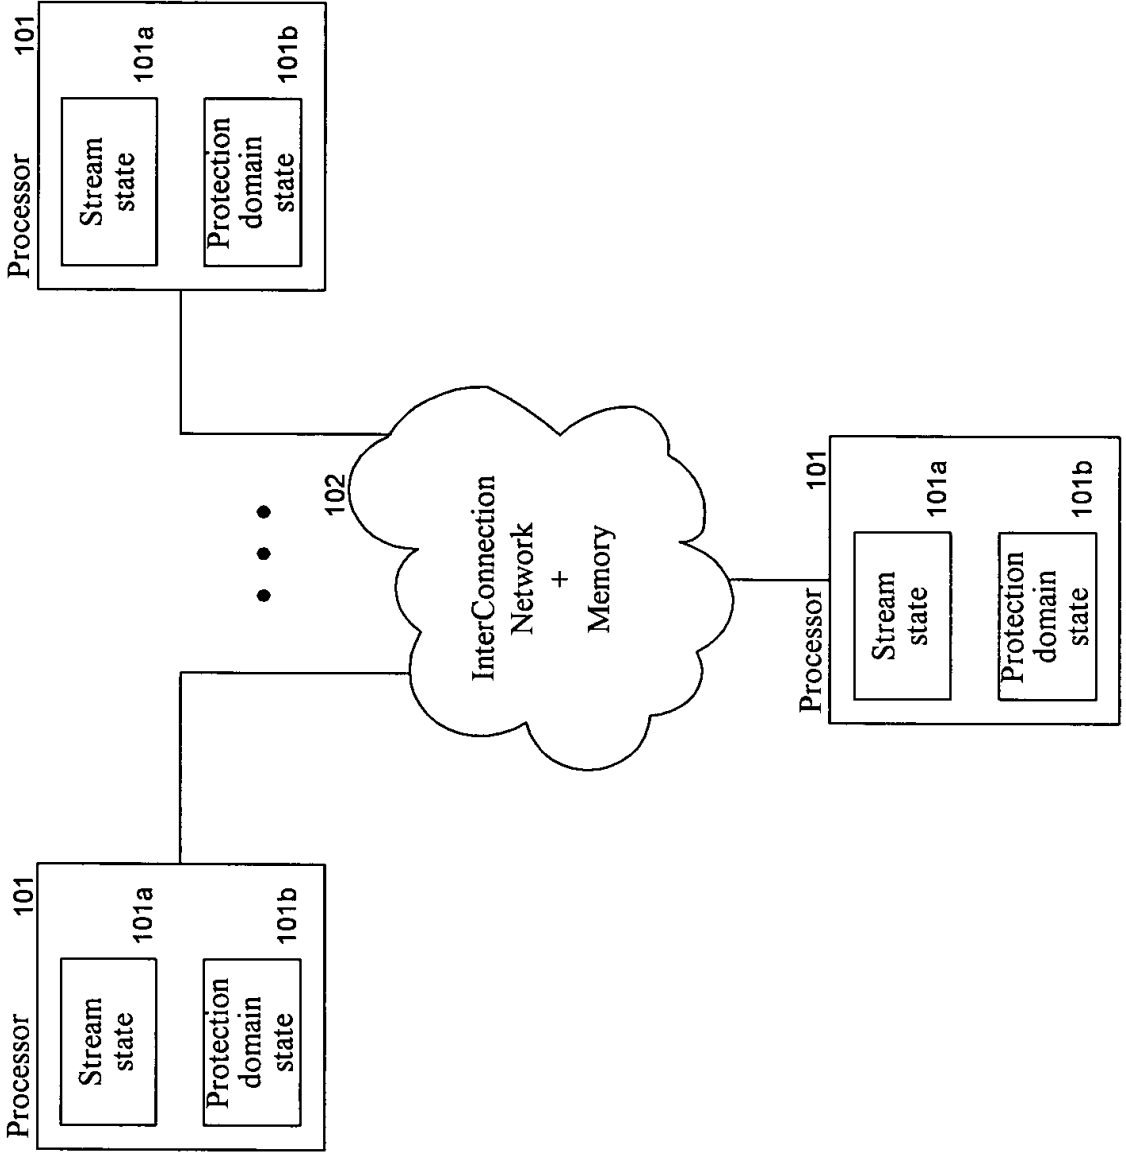 Processor 101
Stream
state
101a
Protection
domain
state
101b
Processor 101
Stream
state
101a
Protection
domain
state
101b
102
InterConnection
Network
+
Memory
Processor 101
Stream
state
101a
Protection
domain
state
101b